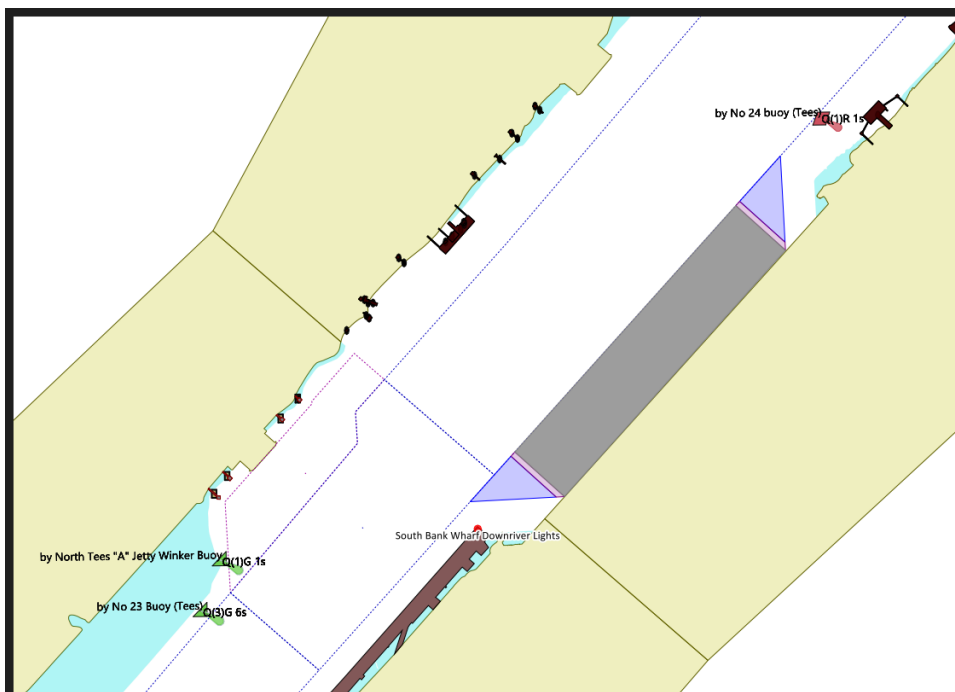 by No 24 buoy (Tees)
Q(1)R 1s
South Bank Wharf Downriver Lights
by North Tees "A" Jetty Winker Buoy
Q(1)G 1s
by No 23 Buoy (Tees)
Q(3)G 6s